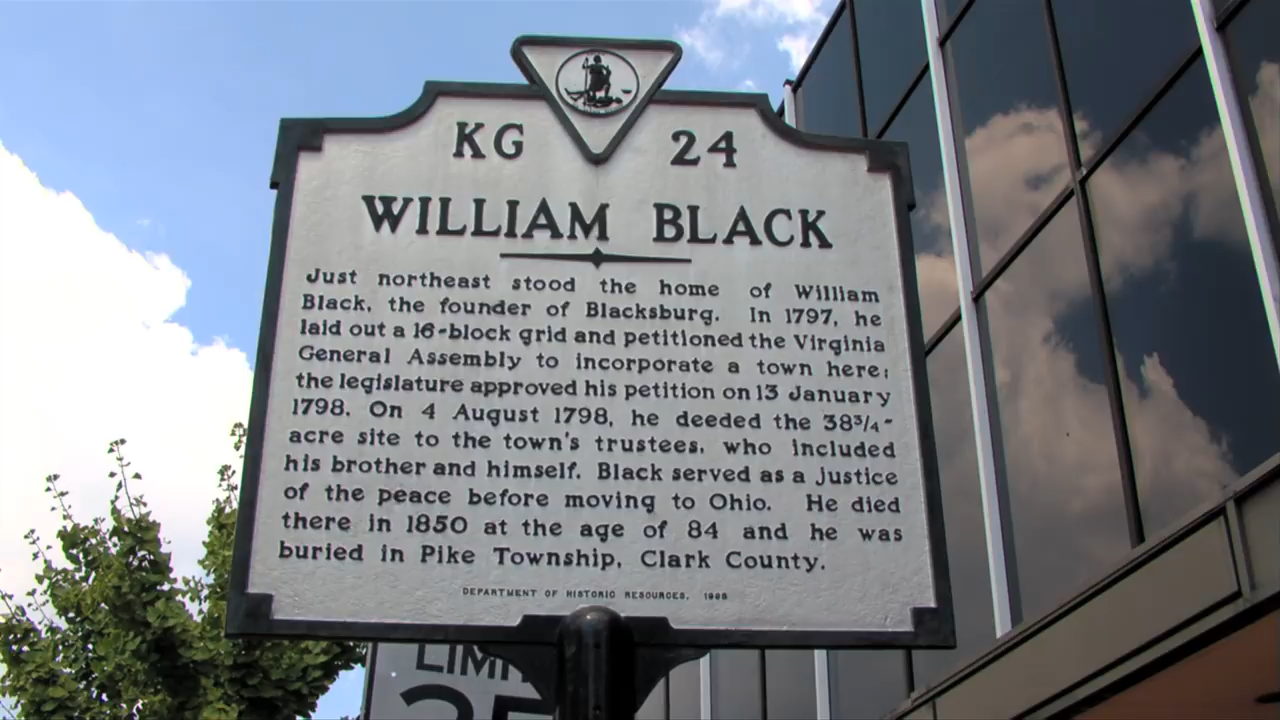 KG 24
WILLIAM BLACK
Just northeast stood the home of William
Black, the founder of Blacksburg. In 1797, he
laid out a 16-block grid and petitioned the Virginia
General Assembly to incorporate a town here;
the legislature approved his petition on 13 January
1798. On 4 August 1798, he deeded the 38¾-
acre site to the town's trustees, who included
his brother and himself. Black served as a justice
of the peace before moving to Ohio. He died
there in 1850 at the age of 84 and he was
buried in Pike Township, Clark County.
DEPARTMENT OF HISTORIC RESOURCES, 1998
LIMIT
25